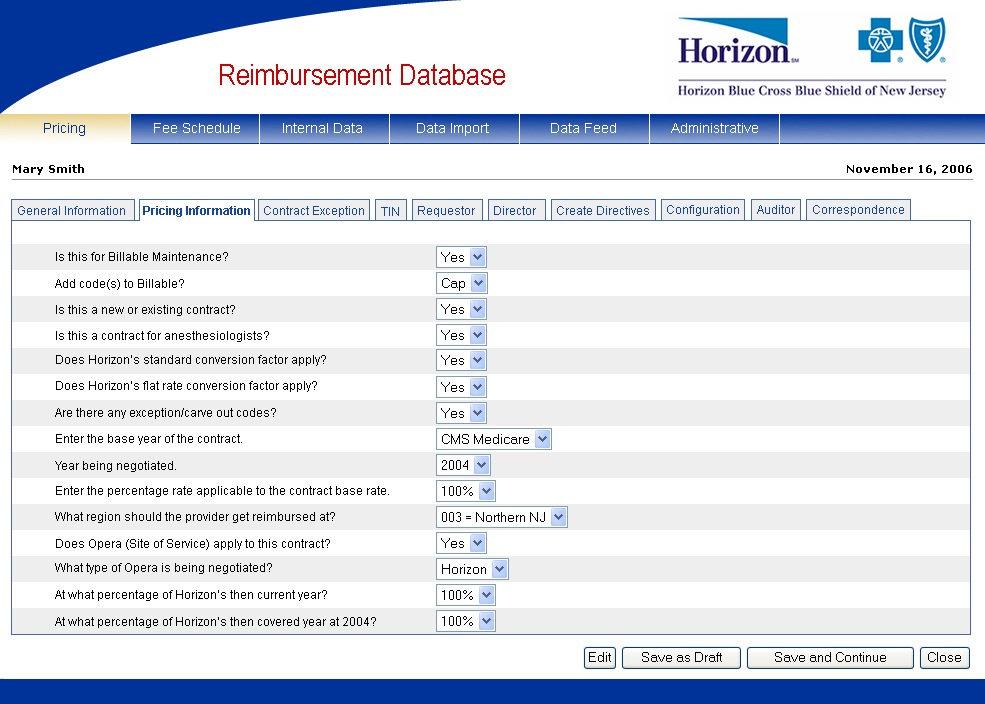 Reimbursement Database
Horizon SM
Horizon Blue Cross Blue Shield of New Jersey
Pricing Fee Schedule Internal Data Data Import Data Feed Administrative
Mary Smith November 16, 2006
General Information Pricing Information Contract Exception TIN Requestor Director Create Directives Configuration Auditor Correspondence
Is this for Billable Maintenance? Yes
Add code(s) to Billable? Cap
Is this a new or existing contract? Yes
Is this a contract for anesthesiologists? Yes
Does Horizon's standard conversion factor apply? Yes
Does Horizon's flat rate conversion factor apply? Yes
Are there any exception/carve out codes? Yes
Enter the base year of the contract. CMS Medicare
Year being negotiated. 2004
Enter the percentage rate applicable to the contract base rate. 100%
What region should the provider get reimbursed at? 003 = Northern NJ
Does Opera (Site of Service) apply to this contract? Yes
What type of Opera is being negotiated? Horizon
At what percentage of Horizon's then current year? 100%
At what percentage of Horizon's then covered year at 2004? 100%
Edit Save as Draft Save and Continue Close